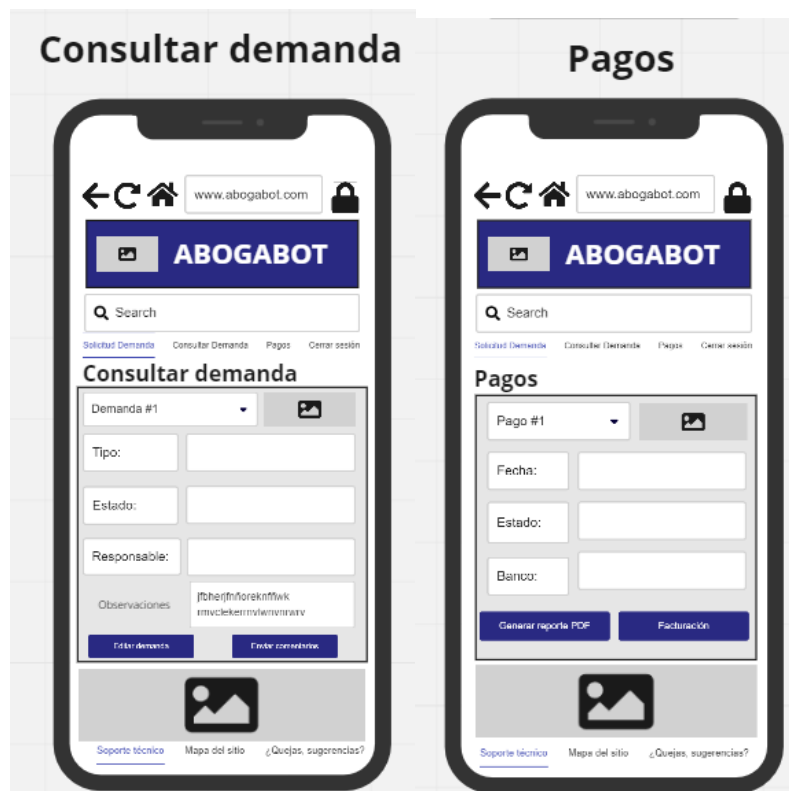 Consultar demanda
www.abogabot.com
ABOGABOT
Search
Solicitud Demanda Consultar Demanda Pagos Cerrar sesión
Consultar demanda
Demanda #1
Tipo:
Estado:
Responsable:
Observaciones
Editar demanda Enviar comentarios
Soporte técnico Mapa del sitio ¿Quejas, sugerencias?
Pagos
www.abogabot.com
ABOGABOT
Search
Solicitud Demanda Consultar Demanda Pagos Cerrar sesión
Pagos
Pago #1
Fecha:
Estado:
Banco:
Generar reporte PDF Facturación
Soporte técnico Mapa del sitio ¿Quejas, sugerencias?